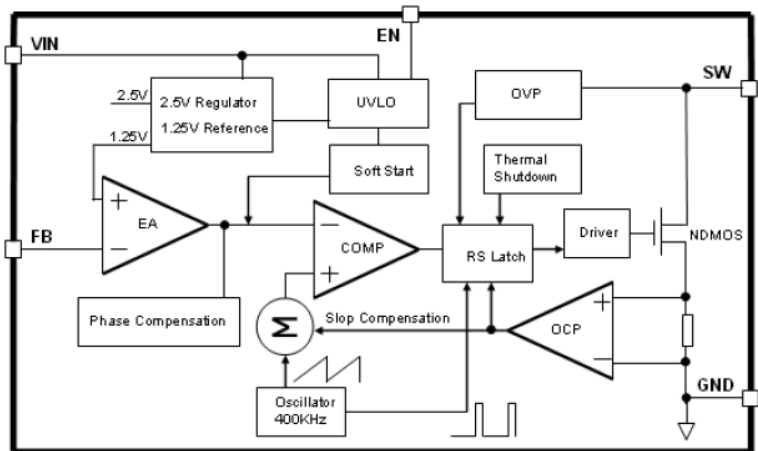 EN
VIN
SW
2.5V
2.5V Regulator
1.25V Reference
1.25V
UVLO
OVP
Soft Start
Thermal
Shutdown
+
EA
−
FB
−
COMP
+
RS Latch
Driver
NDMOS
Phase Compensation
Σ
Slop Compensation
+
OCP
−
Oscillator
400KHz
GND